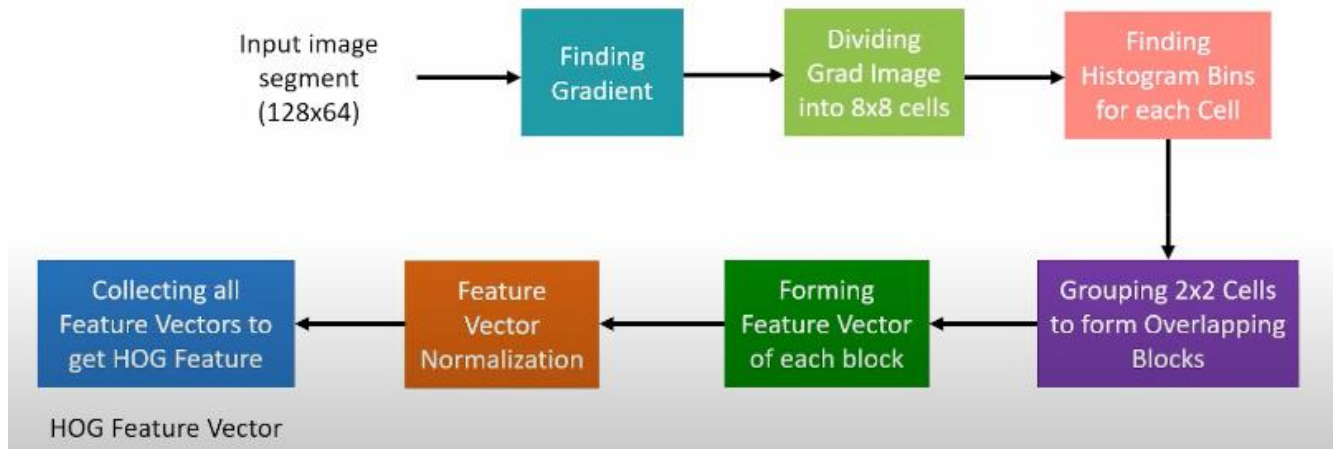 Input image
segment
(128x64)
Finding
Gradient
Dividing
Grad Image
into 8x8 cells
Finding
Histogram Bins
for each Cell
Grouping 2x2 Cells
to form Overlapping
Blocks
Forming
Feature Vector
of each block
Feature
Vector
Normalization
Collecting all
Feature Vectors to
get HOG Feature
HOG Feature Vector